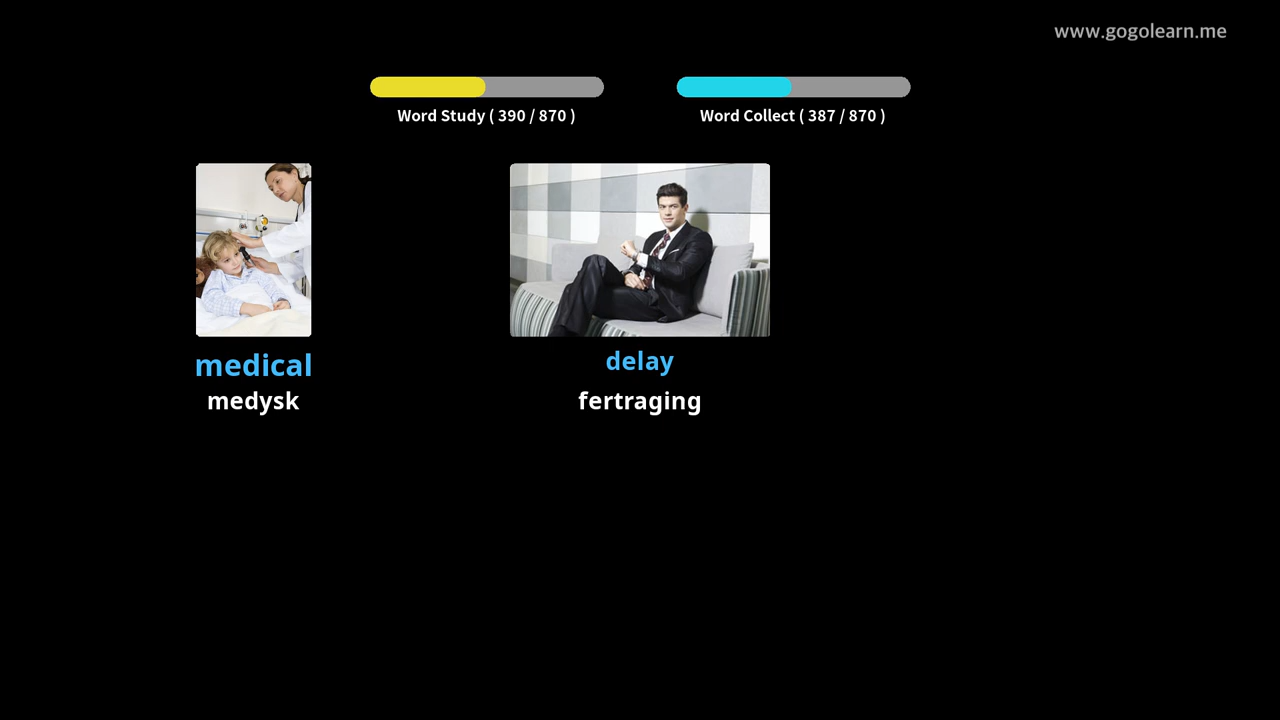 www.gogolearn.me
Word Study ( 390 / 870 )
Word Collect ( 387 / 870 )
medical
medysk
delay
fertraging